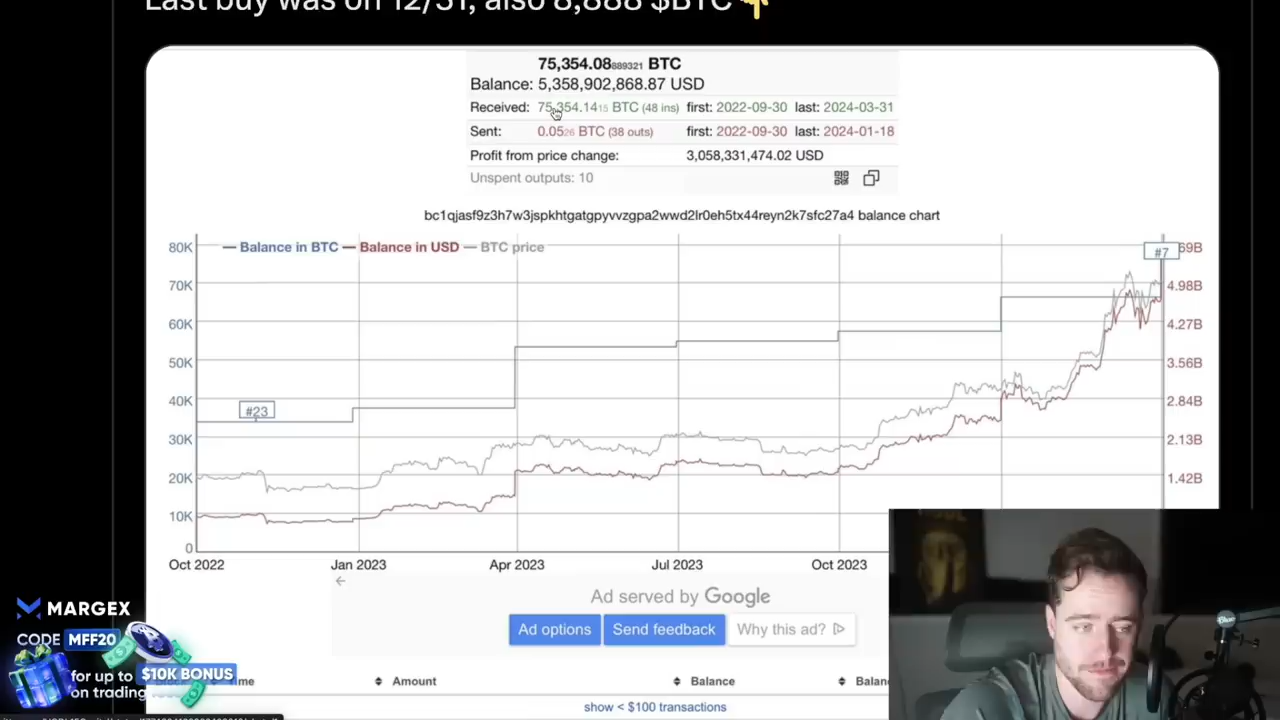 Last buy was on 12/31, also 8,888 $BTC
75,354.08889321 BTC
Balance: 5,358,902,868.87 USD
Received: 75,354.1415 BTC (48 ins) first: 2022-09-30 last: 2024-03-31
Sent: 0.0526 BTC (38 outs) first: 2022-09-30 last: 2024-01-18
Profit from price change: 3,058,331,474.02 USD
Unspent outputs: 10
bc1qjasf9z3h7w3jspkhtgatgpyvvzgpa2wwd2lr0eh5tx44reyn2k7sfc27a4 balance chart
Balance in BTC Balance in USD BTC price
80K
70K
60K
50K
40K
30K
20K
10K
0
#23
#7
69B
4.98B
4.27B
3.56B
2.84B
2.13B
1.42B
Oct 2022 Jan 2023 Apr 2023 Jul 2023 Oct 2023
Ad served by Google
Ad options Send feedback Why this ad?
Amount Balance
show < $100 transactions
MARGEX
CODE MFF20
for up to $10K BONUS
on trading